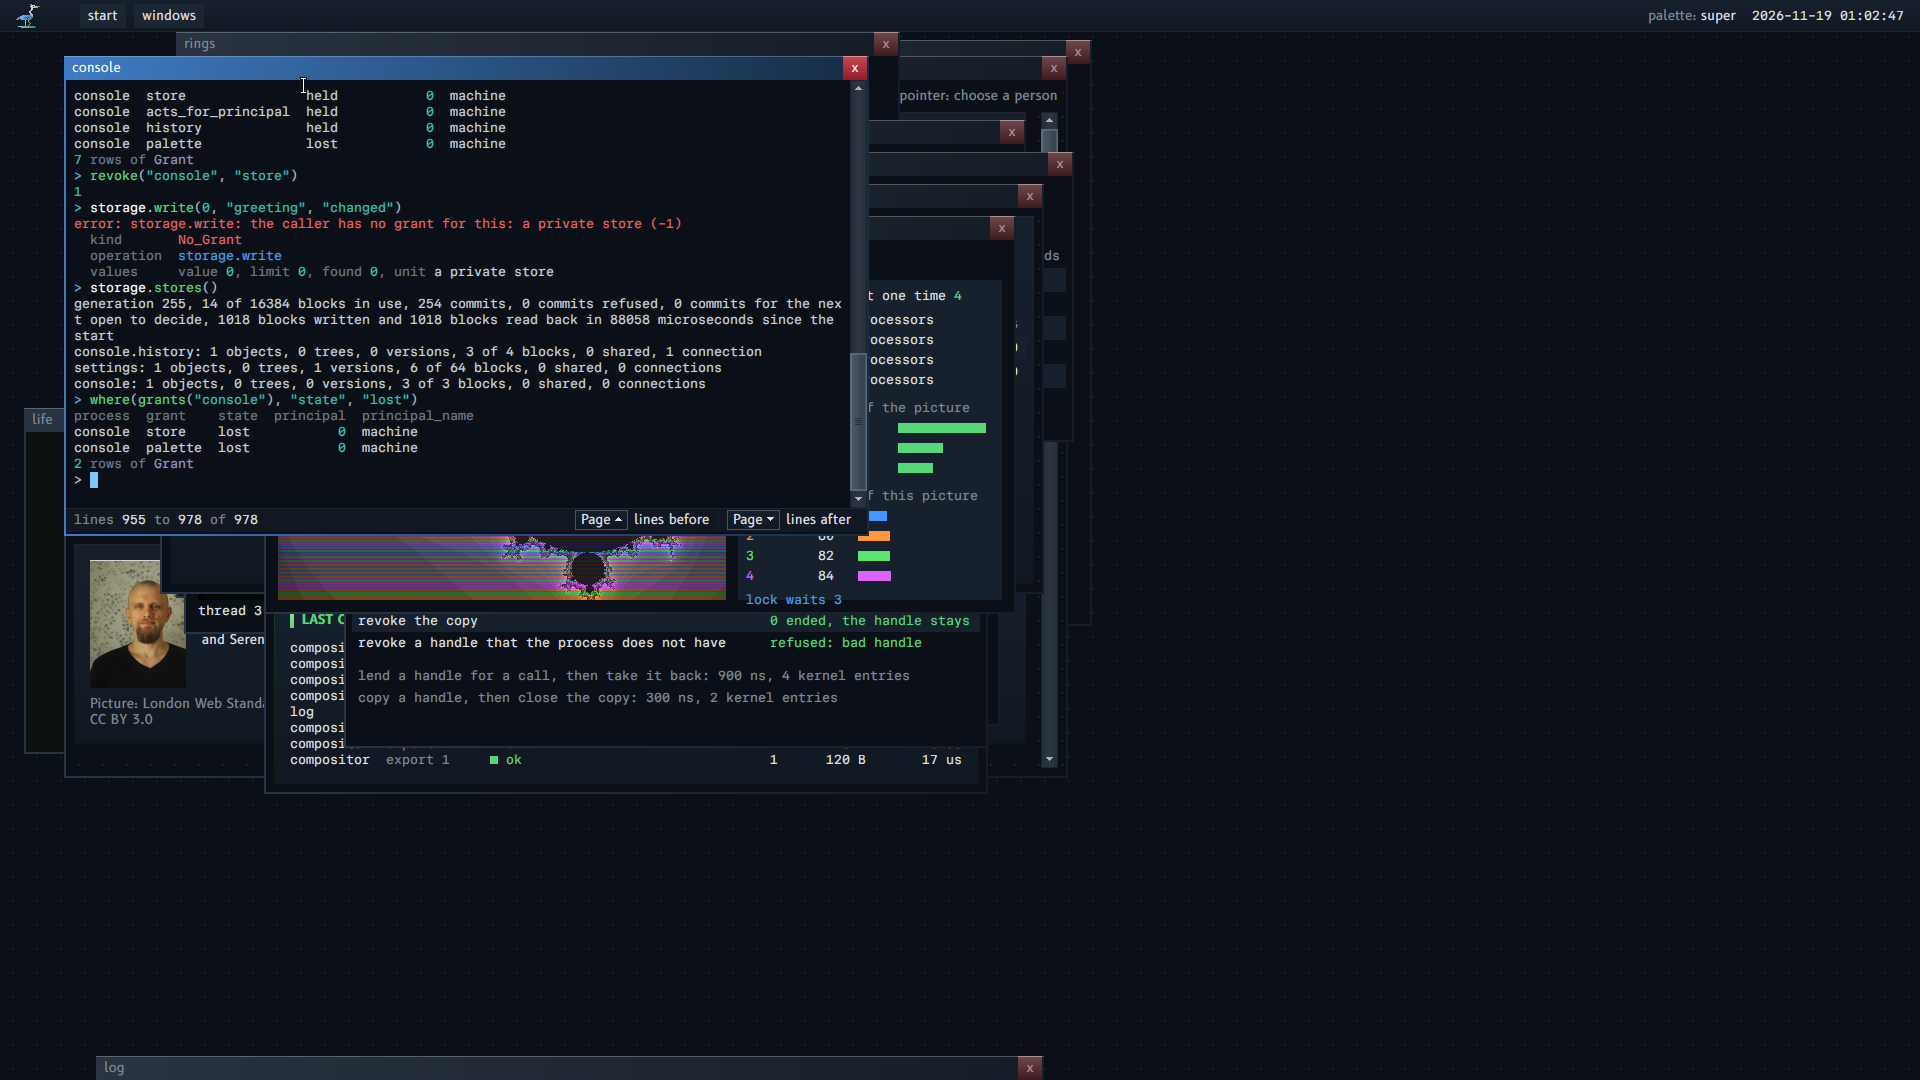 start windows palette: super 2026-11-19 01:02:47
rings
x
x
console
x
x
console store held 0 machine
pointer: choose a person
console acts_for_principal held 0 machine
console history held 0 machine
x
console palette lost 0 machine
7 rows of Grant
x
> revoke("console", "store")
1
x
> storage.write(0, "greeting", "changed")
error: storage.write: the caller has no grant for this: a private store (-1)
x
kind No_Grant
operation storage.write
ds
values value 0, limit 0, found 0, unit a private store
> storage.stores()
generation 255, 14 of 16384 blocks in use, 254 commits, 0 commits refused, 0 commits for the nex
t open to decide, 1018 blocks written and 1018 blocks read back in 88058 microseconds since the
start
console.history: 1 objects, 0 trees, 0 versions, 3 of 4 blocks, 0 shared, 1 connection
settings: 1 objects, 0 trees, 1 versions, 6 of 64 blocks, 0 shared, 0 connections
console: 1 objects, 0 trees, 0 versions, 3 of 3 blocks, 0 shared, 0 connections
> where(grants("console"), "state", "lost")
process grant state principal principal_name
console store lost 0 machine
console palette lost 0 machine
2 rows of Grant
>
lines 955 to 978 of 978 Page lines before Page lines after
t one time 4
ocessors
ocessors
ocessors
ocessors
f the picture
f this picture
2 80
3 82
4 84
lock waits 3
life
thread 3
and Seren
Picture: London Web Standa
CC BY 3.0
LAST C
revoke the copy 0 ended, the handle stays
revoke a handle that the process does not have refused: bad handle
lend a handle for a call, then take it back: 900 ns, 4 kernel entries
copy a handle, then close the copy: 300 ns, 2 kernel entries
composi
composi
composi
composi
log
composi
composi
compositor export 1 ok 1 120 B 17 us
log
x